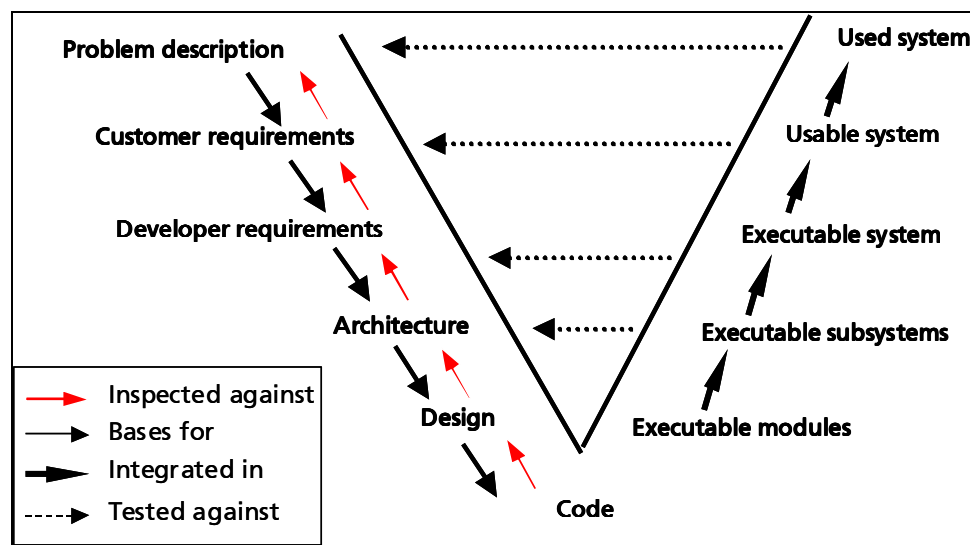 Problem description
Used system
Customer requirements
Usable system
Developer requirements
Executable system
Architecture
Executable subsystems
Design
Executable modules
Code
Inspected against
Bases for
Integrated in
Tested against